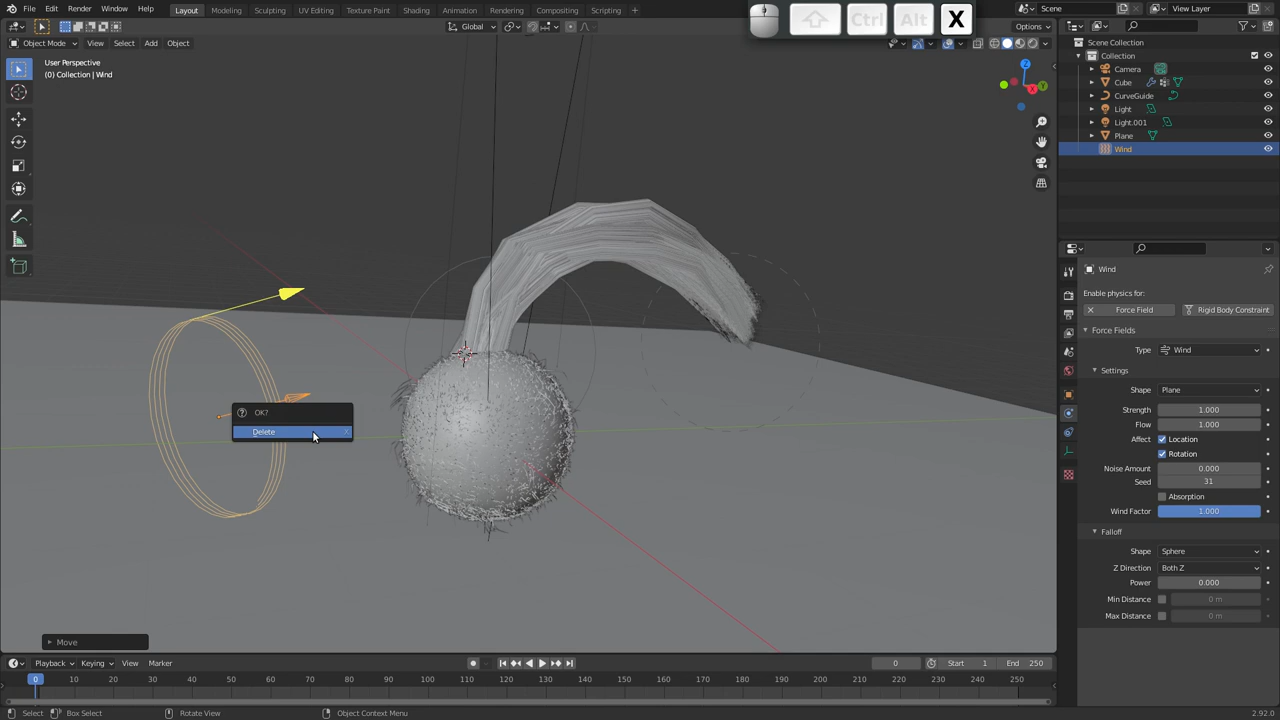 File Edit Render Window Help Layout Modeling Sculpting UV Editing Texture Paint Shading Animation Rendering Compositing Scripting + Ctrl Alt X Scene View Layer
Global Options
Object Mode View Select Add Object
User Perspective
(0) Collection | Wind
Z
Y
X
OK?
Delete X
Move
Scene Collection
Collection
Camera
Cube
CurveGuide
Light
Light.001
Plane
Wind
Wind
Enable physics for:
Force Field Rigid Body Constraint
Force Fields
Type Wind
Settings
Shape Plane
Strength 1.000
Flow 1.000
Affect Location
Rotation
Noise Amount 0.000
Seed 31
Absorption
Wind Factor 1.000
Falloff
Shape Sphere
Z Direction Both Z
Power 0.000
Min Distance 0 m
Max Distance 0 m
Playback Keying View Marker 0 Start 1 End 250
0 10 20 30 40 50 60 70 80 90 100 110 120 130 140 150 160 170 180 190 200 210 220 230 240 250
Select Box Select Rotate View Object Context Menu 2.92.0